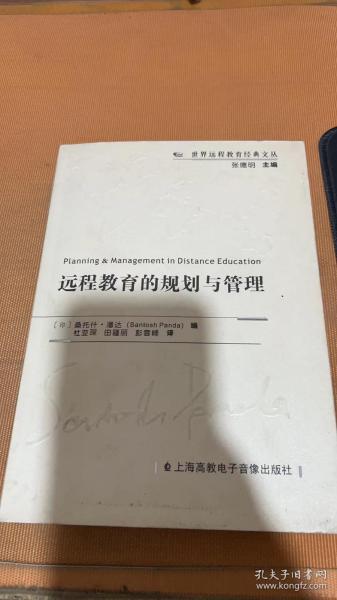 世界远程教育经典文丛
张德明 主编
Planning & Management in Distance Education
远程教育的规划与管理
[印] 桑托什·潘达 (Santosh Panda) 编
杜亚琛 田穗丽 彭雪峰 译
Santosh Panda
上海高教电子音像出版社
孔夫子旧书网